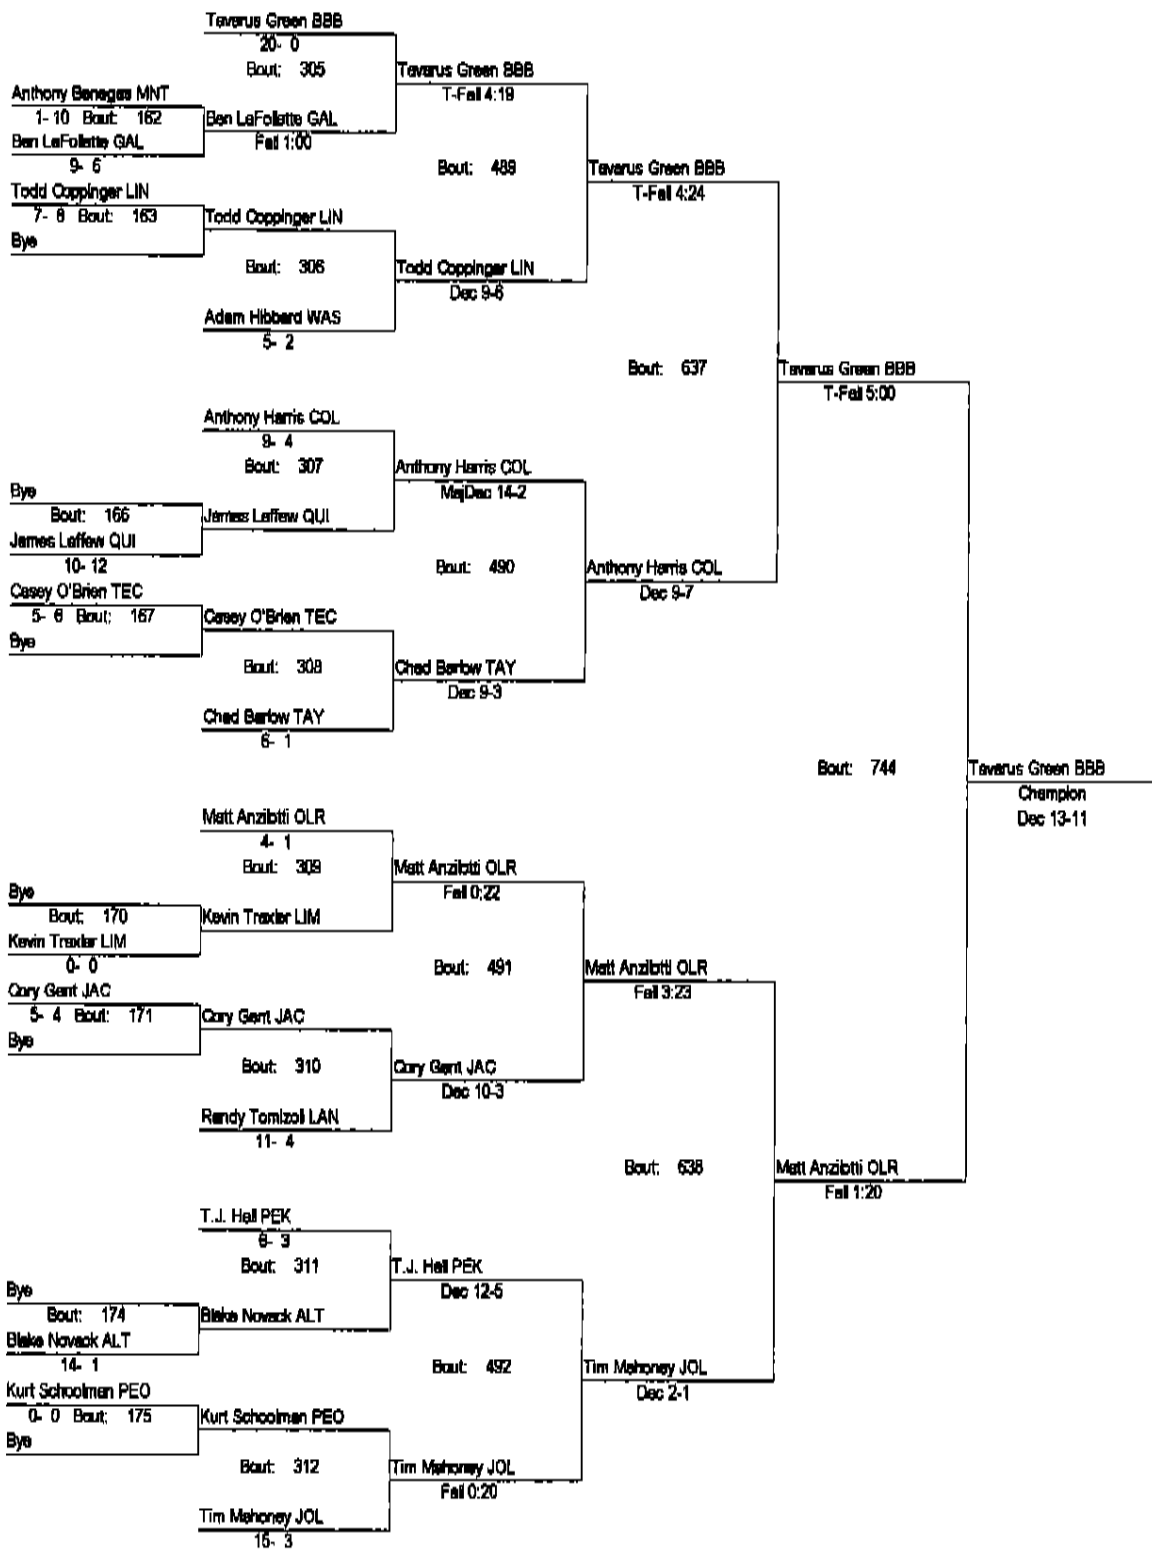 Tavarus Green BBB
20- 0
Bout: 305
Tavarus Green BBB
T-Fall 4:19
Anthony Banegas MNT
1- 10 Bout: 162
Ben LaFollette GAL
Fall 1:00
Ben LaFollette GAL
9- 6
Bout: 489
Tavarus Green BBB
T-Fall 4:24
Todd Coppinger LIN
7- 8 Bout: 163
Todd Coppinger LIN
Bye
Bout: 306
Todd Coppinger LIN
Dec 9-6
Adam Hibbard WAS
5- 2
Bout: 637
Tavarus Green BBB
T-Fall 5:00
Anthony Harris COL
9- 4
Bout: 307
Anthony Harris COL
MajDec 14-2
Bye
Bout: 166
James Laffew QUI
James Laffew QUI
10- 12
Bout: 490
Anthony Harris COL
Dec 9-7
Casey O'Brien TEC
5- 6 Bout: 167
Casey O'Brien TEC
Bye
Bout: 308
Chad Barlow TAY
Dec 9-3
Chad Barlow TAY
6- 1
Bout: 744
Tavarus Green BBB
Champion
Dec 13-11
Matt Anzilotti OLR
4- 1
Bout: 309
Matt Anzilotti OLR
Fall 0:22
Bye
Bout: 170
Kevin Traxler LIM
Kevin Traxler LIM
0- 0
Bout: 491
Matt Anzilotti OLR
Fall 3:23
Cory Gent JAC
5- 4 Bout: 171
Cory Gent JAC
Bye
Bout: 310
Cory Gent JAC
Dec 10-3
Randy Tomizoli LAN
11- 4
Bout: 638
Matt Anzilotti OLR
Fall 1:20
T.J. Hall PEK
6- 3
Bout: 311
T.J. Hall PEK
Dec 12-5
Bye
Bout: 174
Blake Novack ALT
Blake Novack ALT
14- 1
Bout: 492
Tim Mahoney JOL
Dec 2-1
Kurt Schoolman PEO
0- 0 Bout: 175
Kurt Schoolman PEO
Bye
Bout: 312
Tim Mahoney JOL
Fall 0:20
Tim Mahoney JOL
15- 3